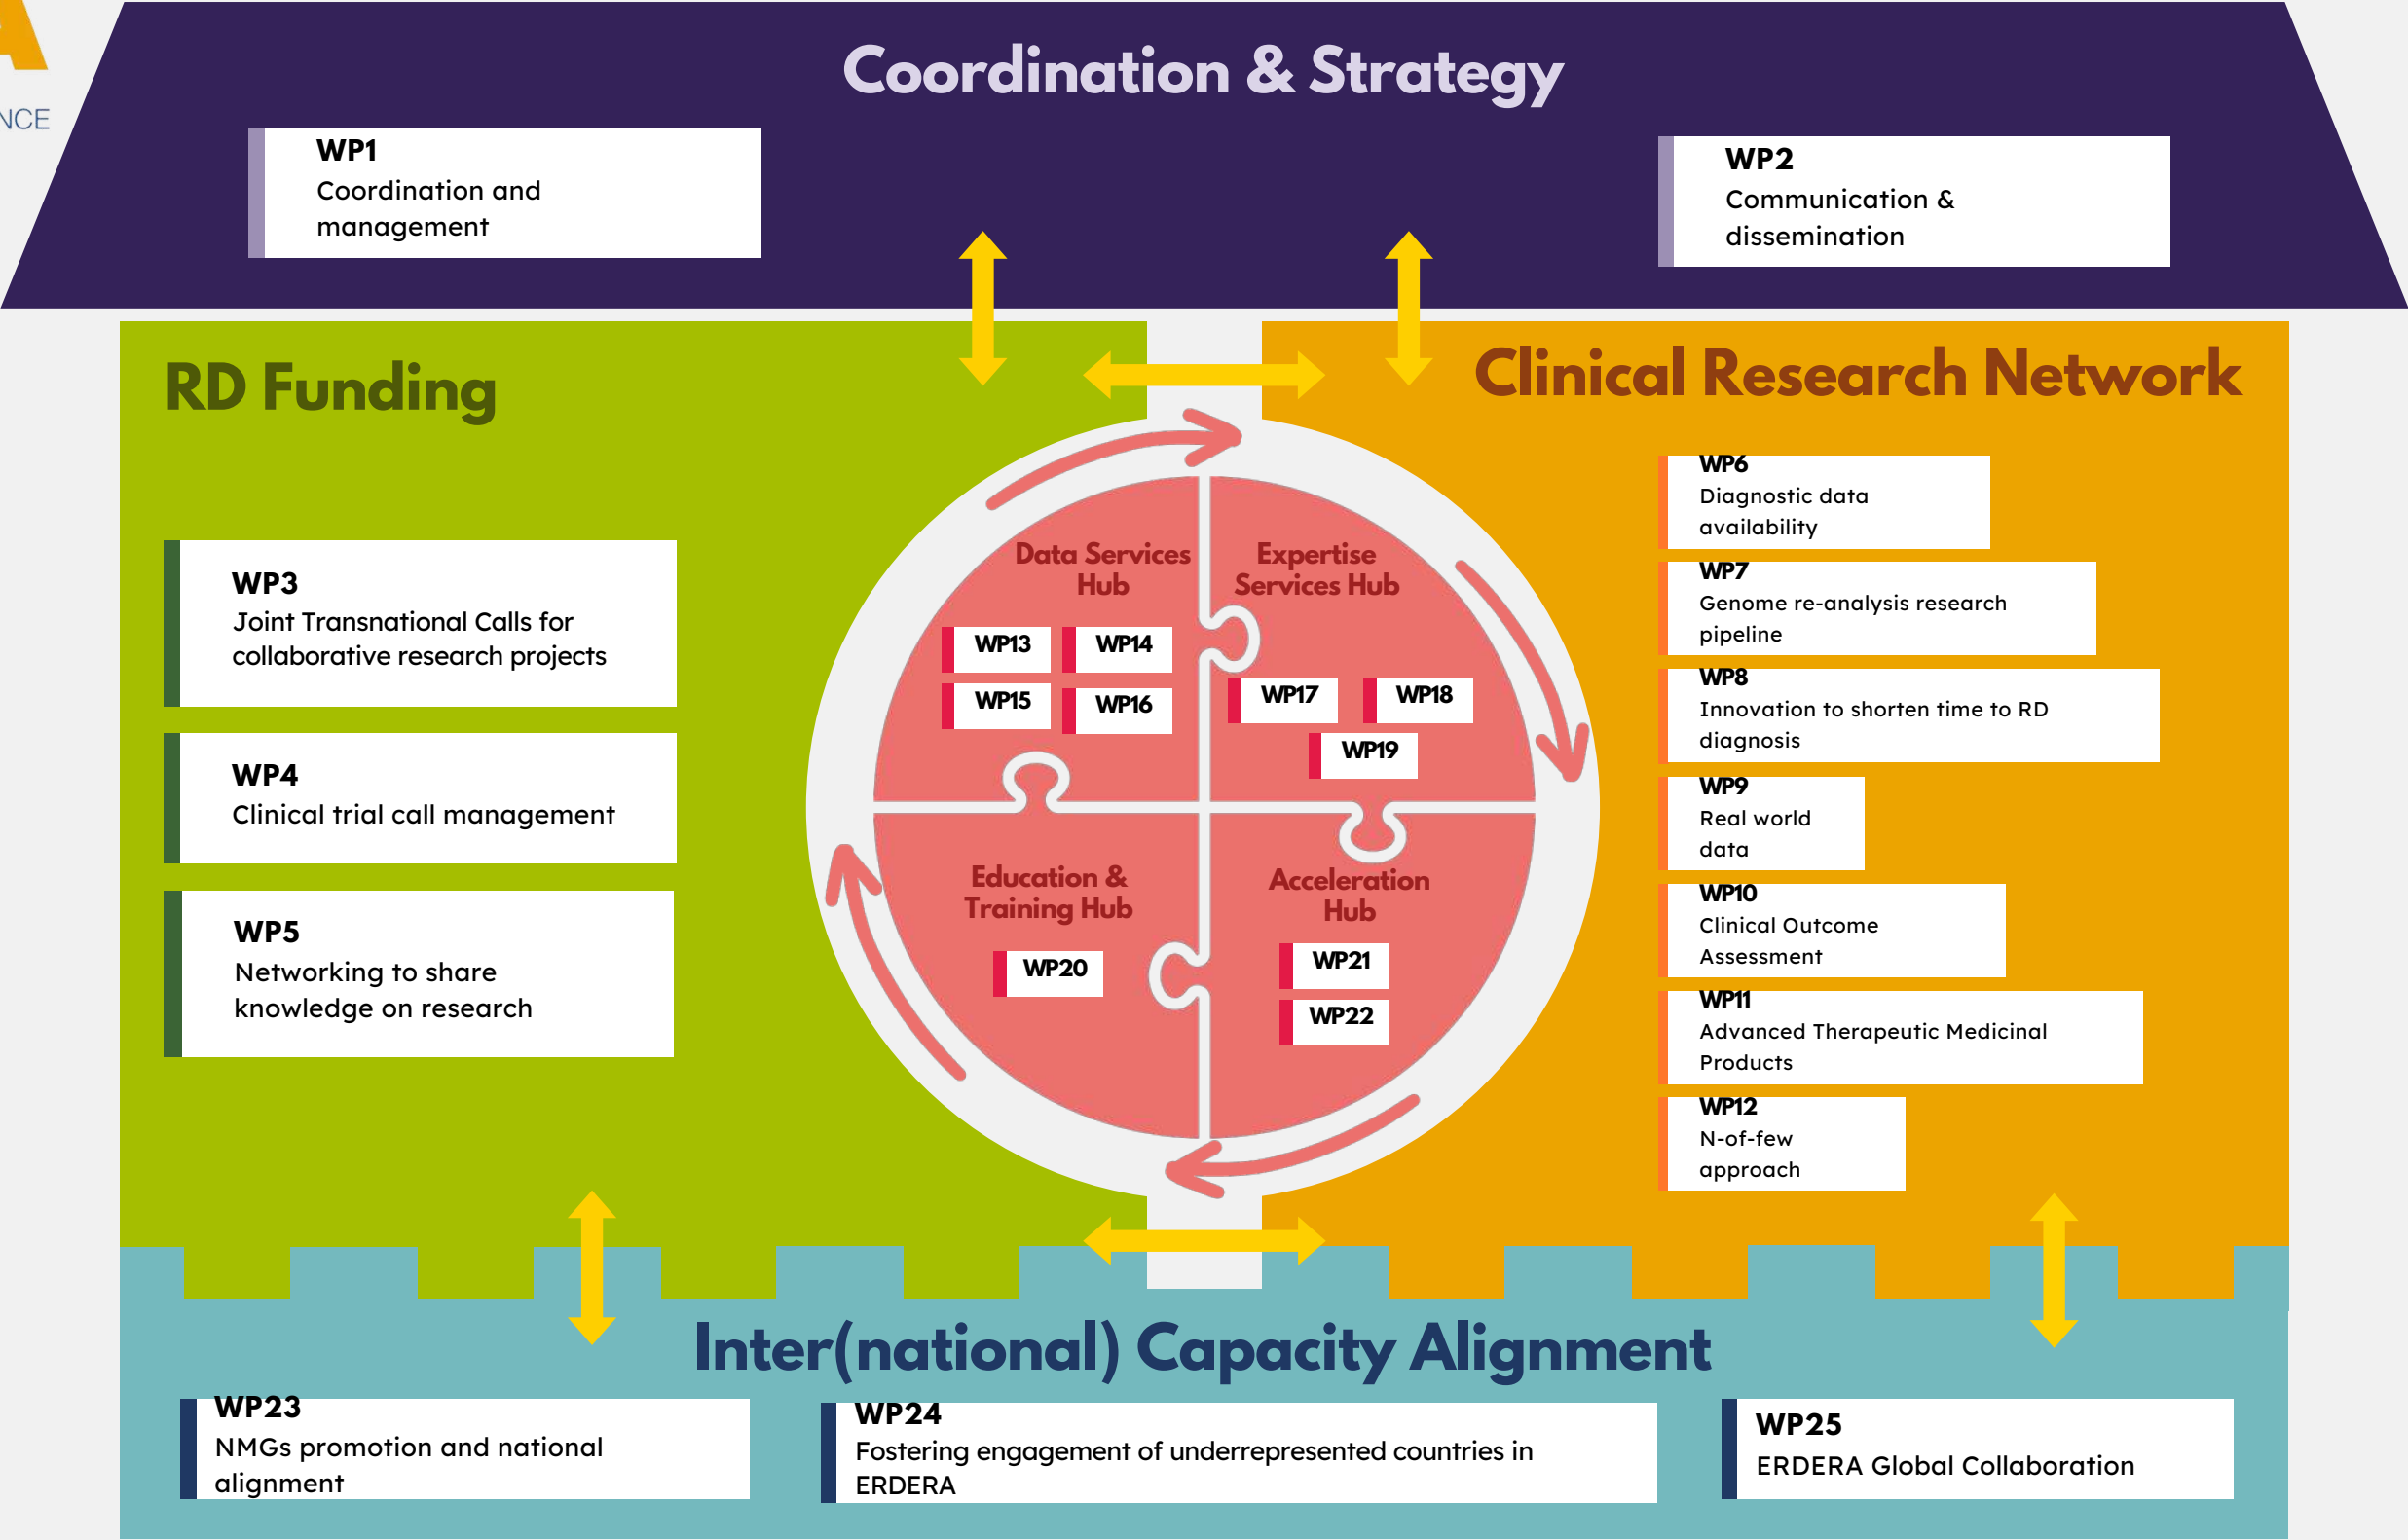 A
NCE
Coordination & Strategy
WP1
Coordination and
management
WP2
Communication &
dissemination
RD Funding
WP3
Joint Transnational Calls for
collaborative research projects
WP4
Clinical trial call management
WP5
Networking to share
knowledge on research
Data Services
Hub
WP13
WP14
WP15
WP16
Expertise
Services Hub
WP17
WP18
WP19
Education &
Training Hub
WP20
Acceleration
Hub
WP21
WP22
Clinical Research Network
WP6
Diagnostic data
availability
WP7
Genome re-analysis research
pipeline
WP8
Innovation to shorten time to RD
diagnosis
WP9
Real world
data
WP10
Clinical Outcome
Assessment
WP11
Advanced Therapeutic Medicinal
Products
WP12
N-of-few
approach
Inter(national) Capacity Alignment
WP23
NMGs promotion and national
alignment
WP24
Fostering engagement of underrepresented countries in
ERDERA
WP25
ERDERA Global Collaboration